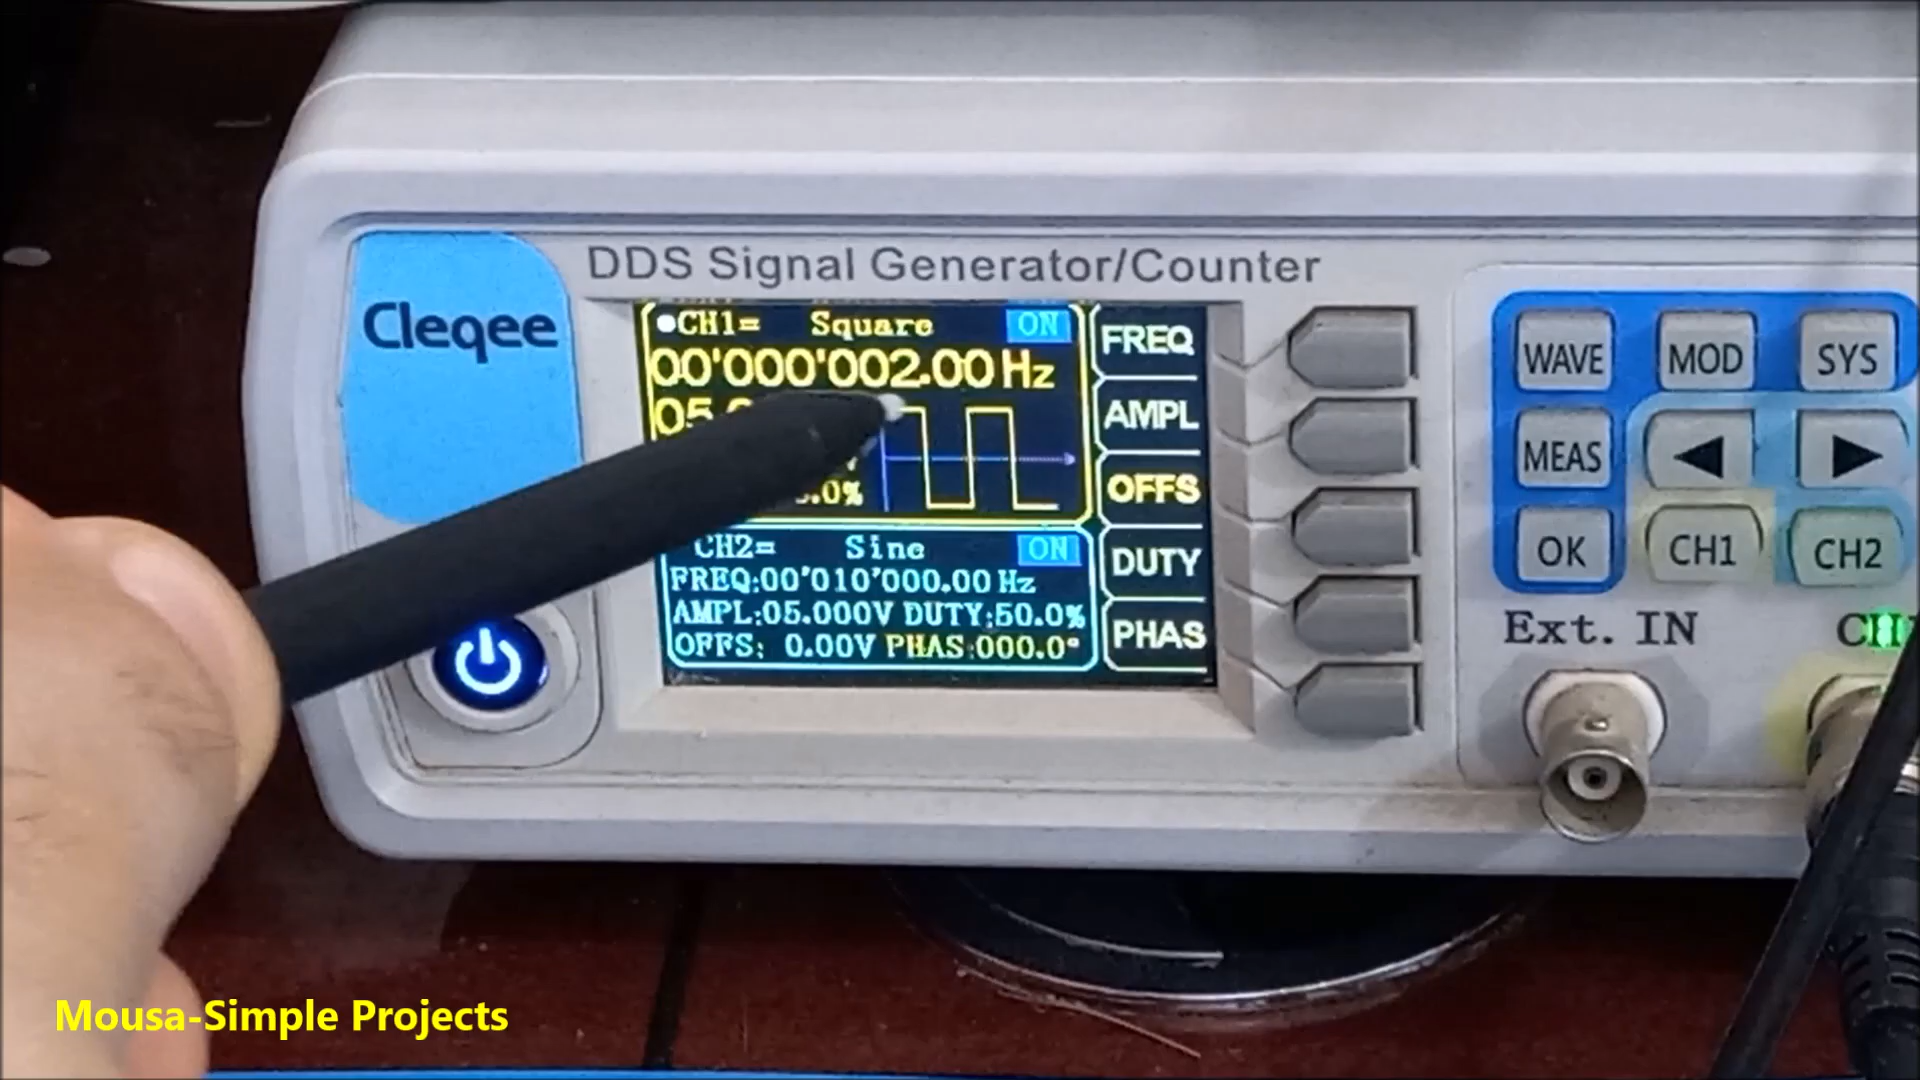 DDS Signal Generator/Counter
Cleqee
CH1= Square ON
00'000'002.00 Hz
05.
.0%
CH2= Sine ON
FREQ:00'010'000.00 Hz
AMPL:05.000V DUTY:50.0%
OFFS: 0.00V PHAS:000.0°
FREQ
AMPL
OFFS
DUTY
PHAS
WAVE MOD SYS
MEAS
OK CH1 CH2
Ext. IN
Mousa-Simple Projects